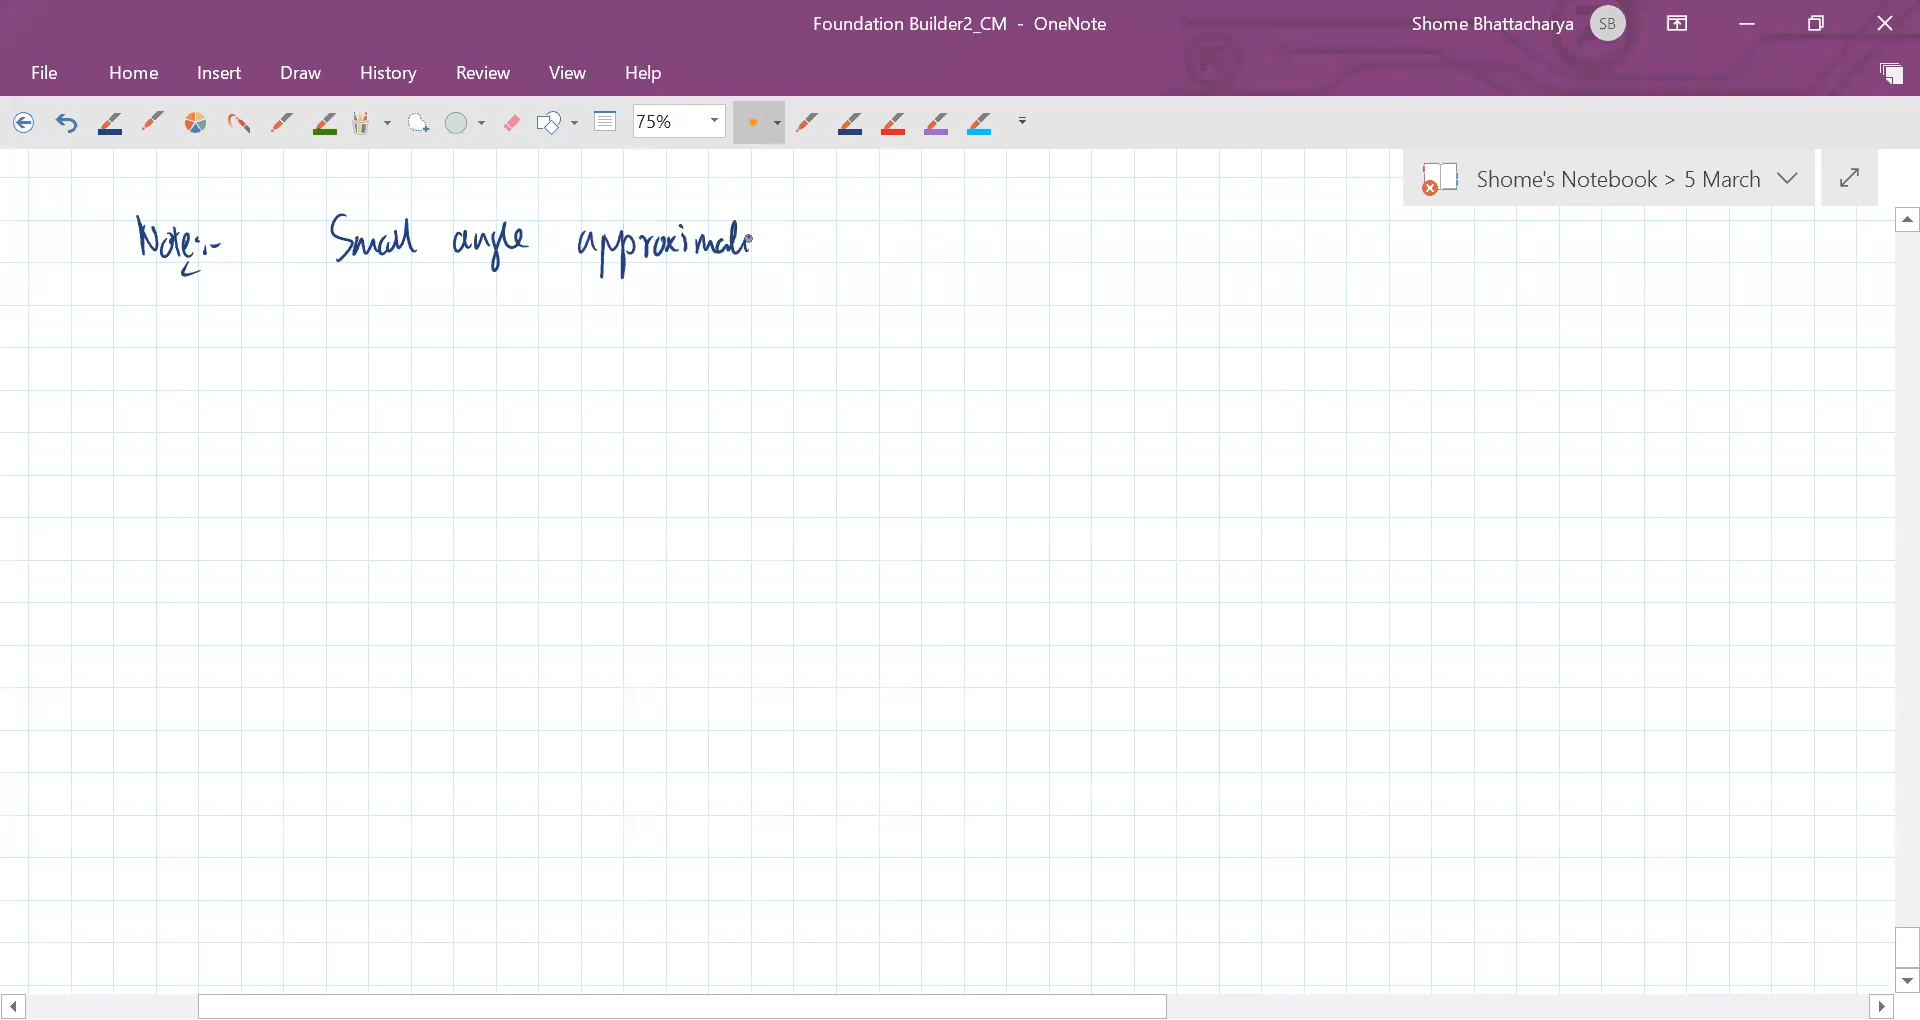 Foundation Builder2_CM - OneNote
Shome Bhattacharya SB
File Home Insert Draw History Review View Help
75%
Shome's Notebook > 5 March
Note:- Small angle approximati